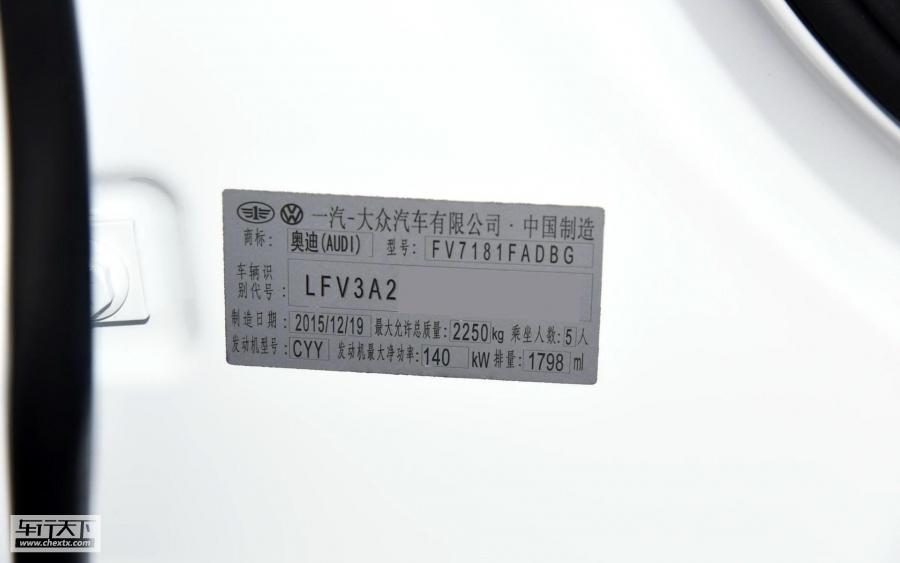 一汽-大众汽车有限公司·中国制造
商标: 奥迪(AUDI) 型号: FV7181FADBG
车辆识别代号: LFV3A2
制造日期: 2015/12/19 最大允许总质量: 2250kg 乘坐人数: 5人
发动机型号: CYY 发动机最大净功率: 140 kW 排量: 1798 ml
车行天下
www.chextx.com